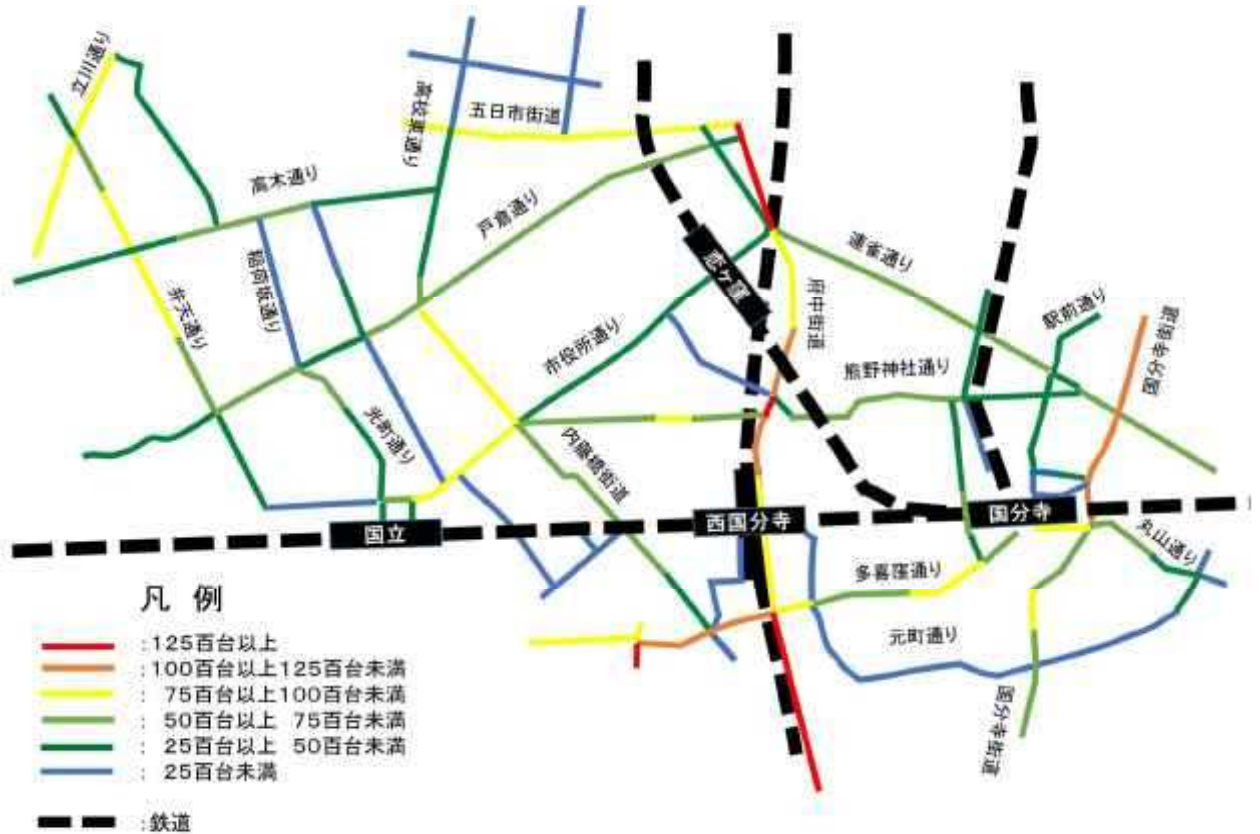 立川通り
高木通り
高校東通り
五日市街道
戸倉通り
稲荷坂通り
弁天通り
恋ヶ窪
連雀通り
府中街道
駅前通り
国分寺街道
市役所通り
熊野神社通り
光町通り
内藤橋街道
国立
西国分寺
国分寺
丸山通り
多喜窪通り
元町通り
国分寺街道
凡 例
:125百台以上
:100百台以上125百台未満
: 75百台以上100百台未満
: 50百台以上 75百台未満
: 25百台以上 50百台未満
: 25百台未満
:鉄道